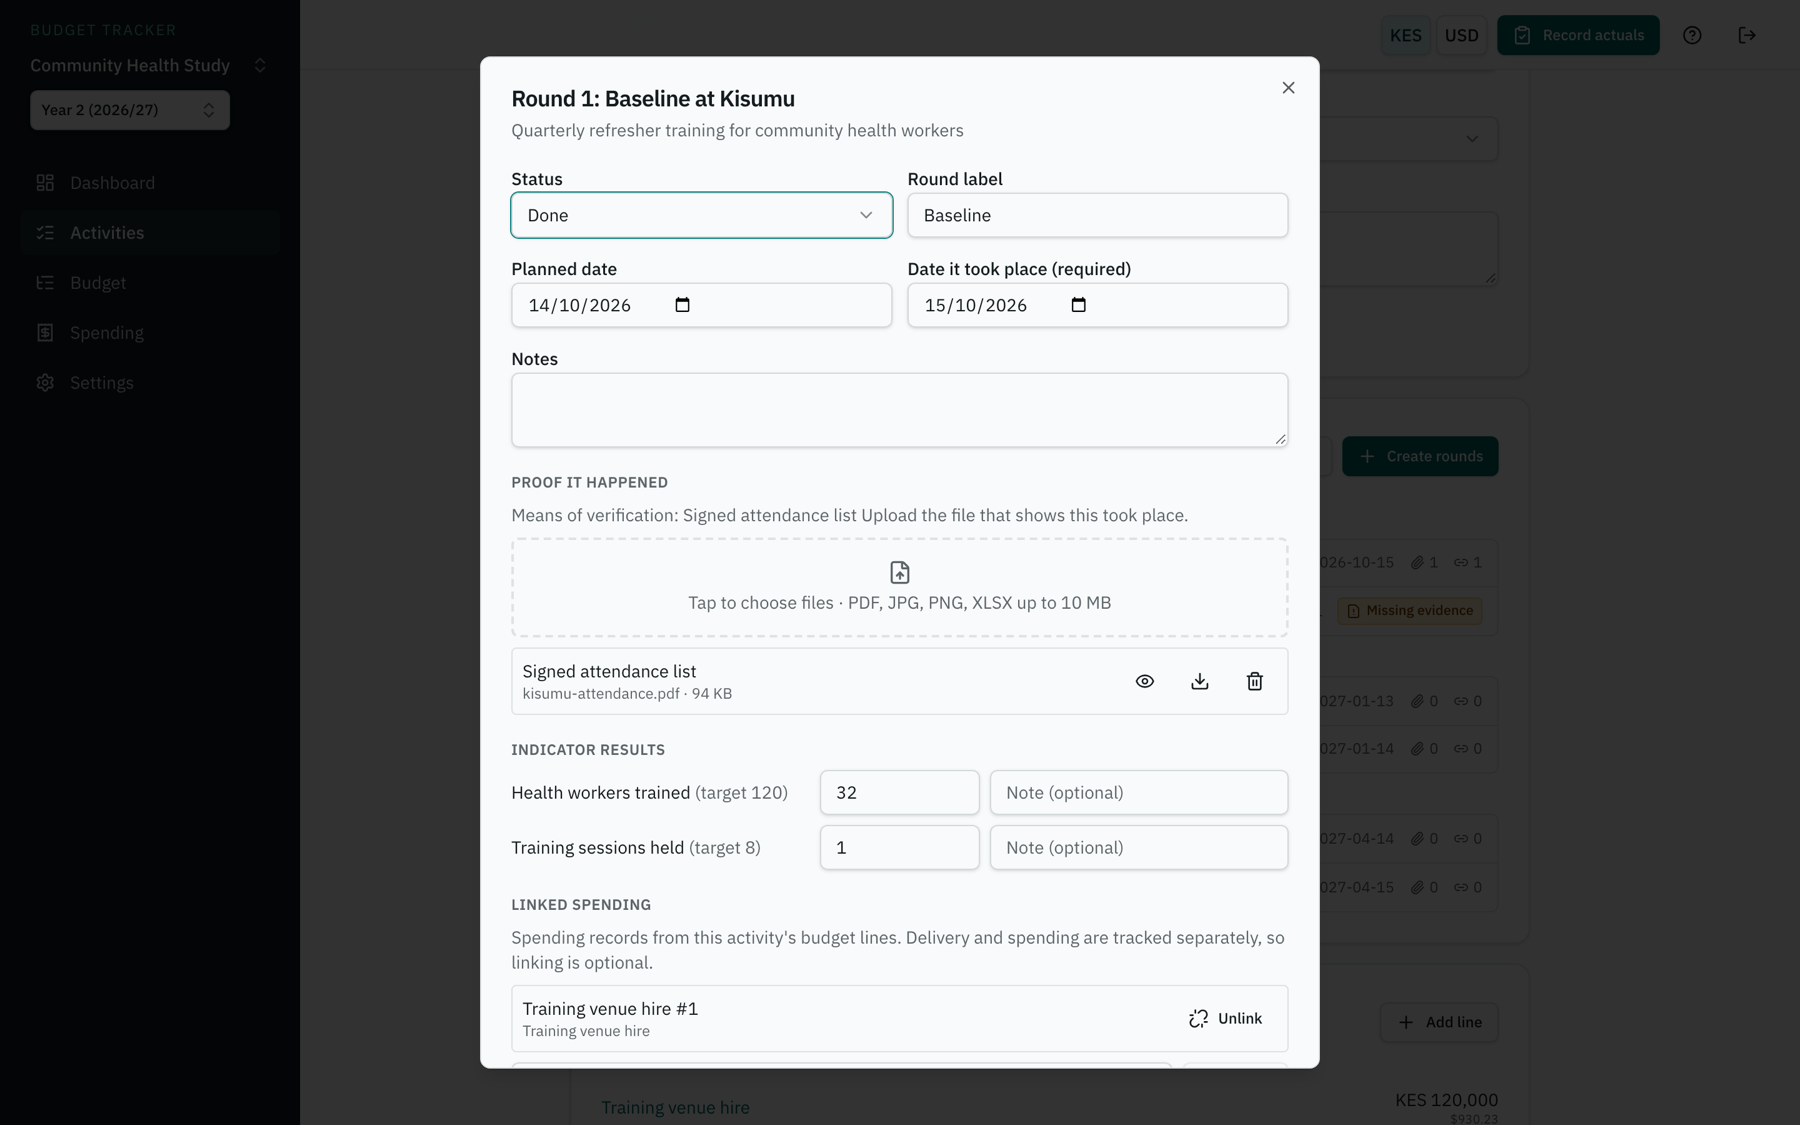 BUDGET TRACKER
Community Health Study
Year 2 (2026/27)
Dashboard
Activities
Budget
Spending
Settings
KES
USD
Record actuals
Round 1: Baseline at Kisumu
Quarterly refresher training for community health workers
Status
Round label
Done
Baseline
Planned date
Date it took place (required)
14/10/2026
15/10/2026
Notes
PROOF IT HAPPENED
Means of verification: Signed attendance list Upload the file that shows this took place.
Tap to choose files · PDF, JPG, PNG, XLSX up to 10 MB
Signed attendance list
kisumu-attendance.pdf · 94 KB
INDICATOR RESULTS
Health workers trained (target 120)
32
Note (optional)
Training sessions held (target 8)
1
Note (optional)
LINKED SPENDING
Spending records from this activity's budget lines. Delivery and spending are tracked separately, so
linking is optional.
Training venue hire #1
Training venue hire
Unlink
Create rounds
026-10-15 1 1
Missing evidence
027-01-13 0 0
027-01-14 0 0
027-04-14 0 0
027-04-15 0 0
Add line
Training venue hire
KES 120,000
$930.23